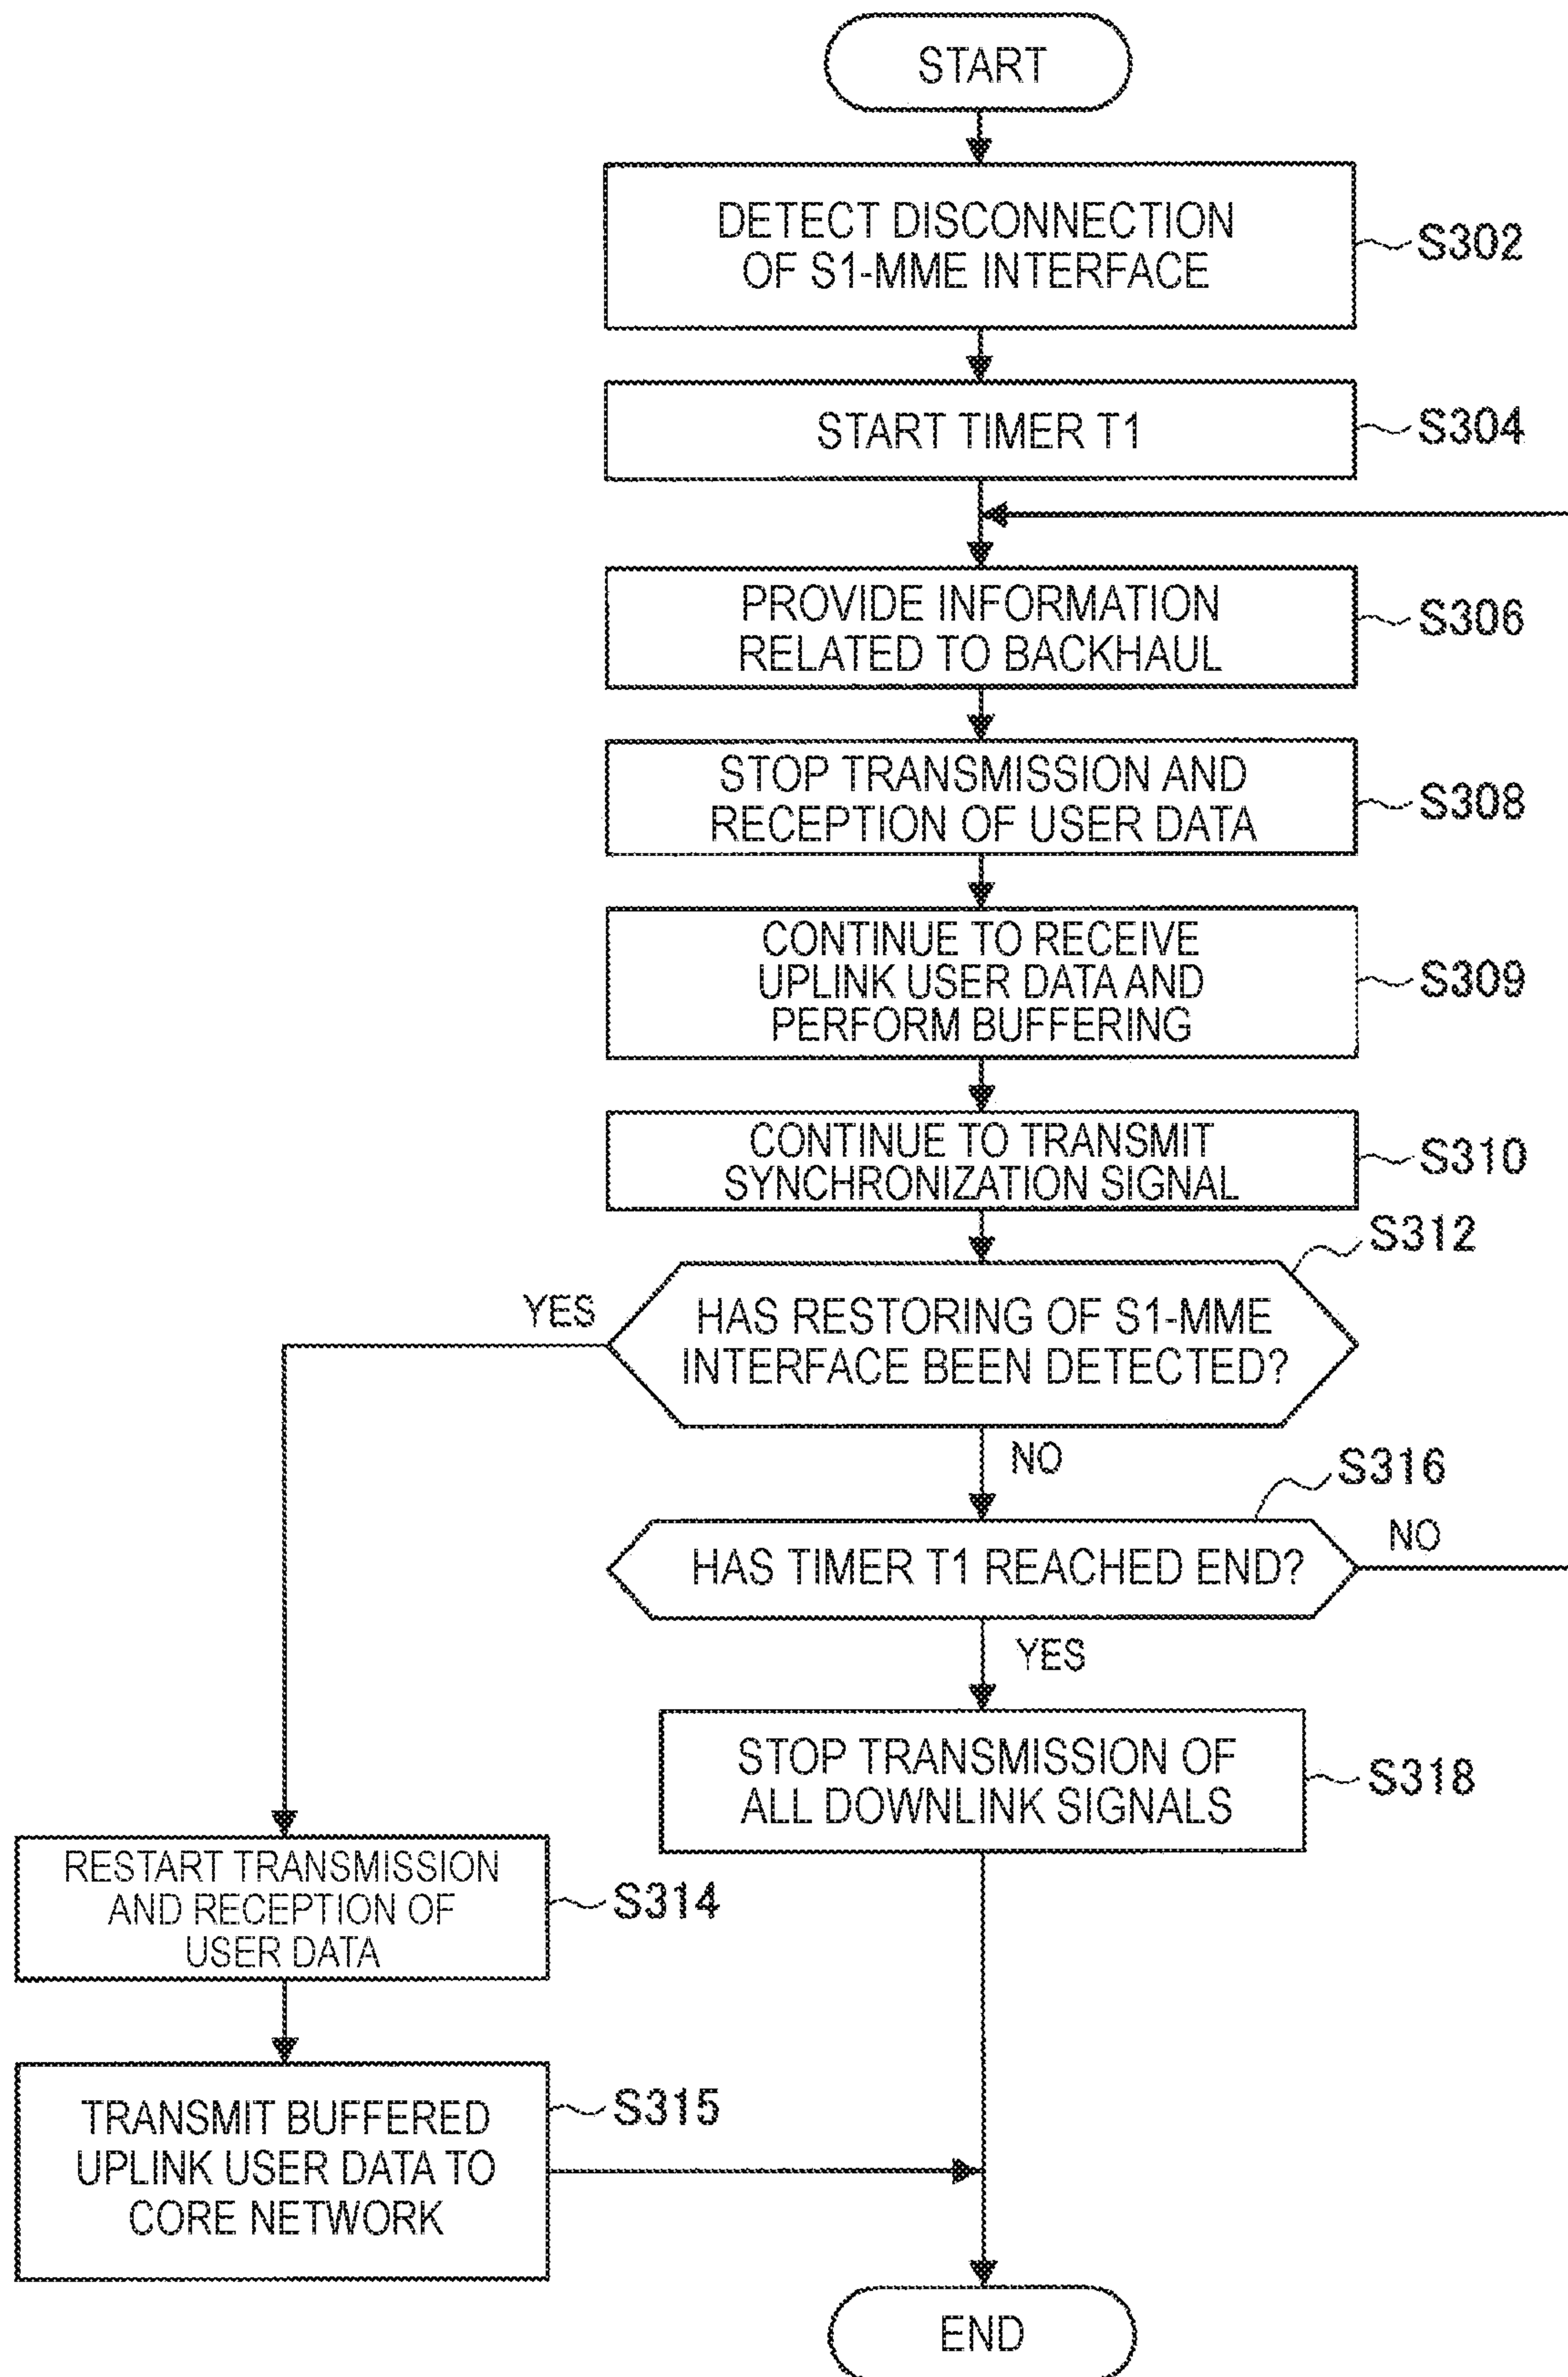 START
DETECT DISCONNECTION
OF S1-MME INTERFACE
S302
START TIMER T1
S304
PROVIDE INFORMATION
RELATED TO BACKHAUL
S306
STOP TRANSMISSION AND
RECEPTION OF USER DATA
S308
CONTINUE TO RECEIVE
UPLINK USER DATA AND
PERFORM BUFFERING
S309
CONTINUE TO TRANSMIT
SYNCHRONIZATION SIGNAL
S310
S312
YES
HAS RESTORING OF S1-MME
INTERFACE BEEN DETECTED?
NO
S316
HAS TIMER T1 REACHED END?
NO
YES
STOP TRANSMISSION OF
ALL DOWNLINK SIGNALS
S318
RESTART TRANSMISSION
AND RECEPTION OF
USER DATA
S314
TRANSMIT BUFFERED
UPLINK USER DATA TO
CORE NETWORK
S315
END